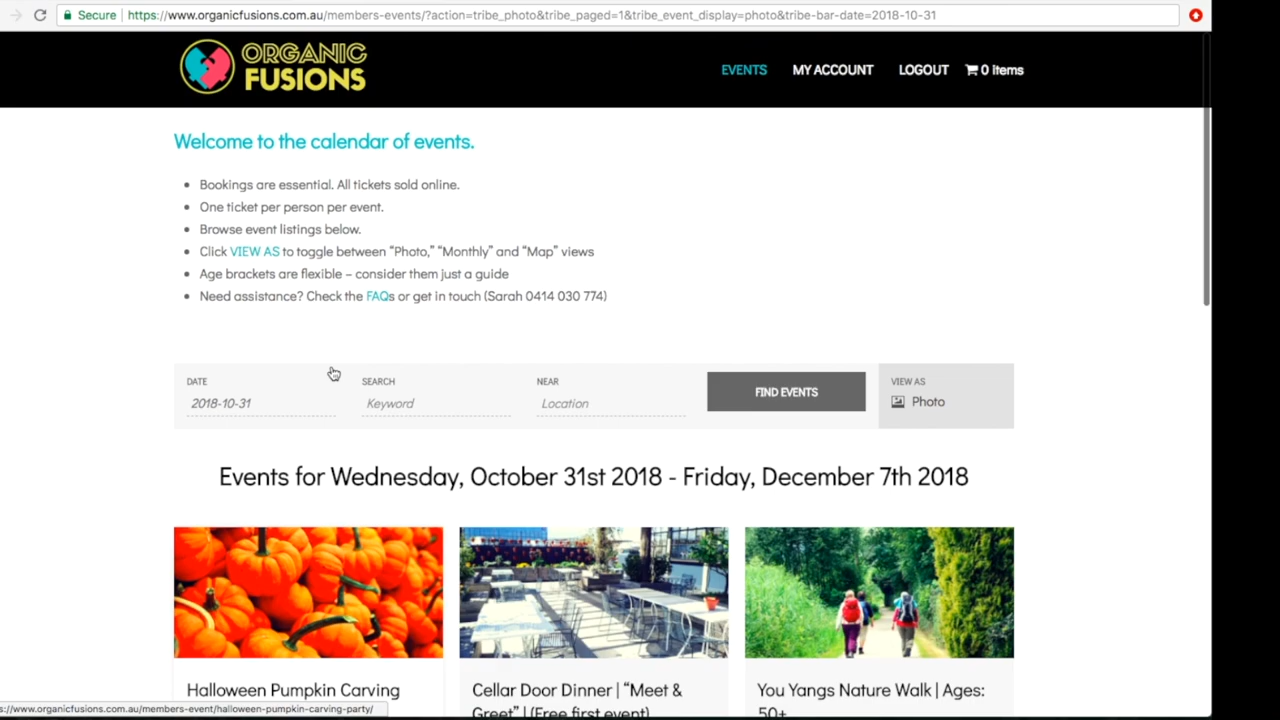 Secure https://www.organicfusions.com.au/members-events/?action=tribe_photo&tribe_paged=1&tribe_event_display=photo&tribe-bar-date=2018-10-31
ORGANIC
FUSIONS
EVENTS MY ACCOUNT LOGOUT 0 items
Welcome to the calendar of events.
Bookings are essential. All tickets sold online.
One ticket per person per event.
Browse event listings below.
Click VIEW AS to toggle between “Photo,” “Monthly” and “Map” views
Age brackets are flexible – consider them just a guide
Need assistance? Check the FAQs or get in touch (Sarah 0414 030 774)
DATE SEARCH NEAR VIEW AS
2018-10-31 Keyword Location FIND EVENTS Photo
Events for Wednesday, October 31st 2018 - Friday, December 7th 2018
Halloween Pumpkin Carving Cellar Door Dinner | “Meet & You Yangs Nature Walk | Ages:
Greet” | (Free first event) 50+
s://www.organicfusions.com.au/members-event/halloween-pumpkin-carving-party/